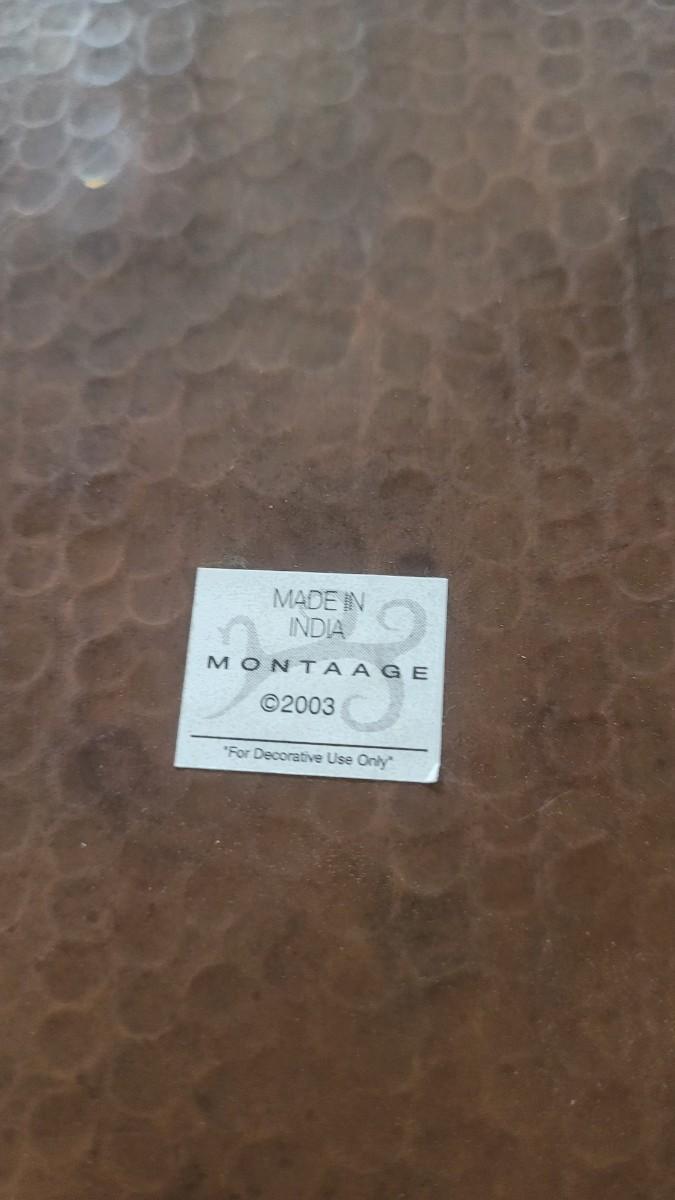 MADE IN
INDIA
MONTAAGE
©2003
"For Decorative Use Only"